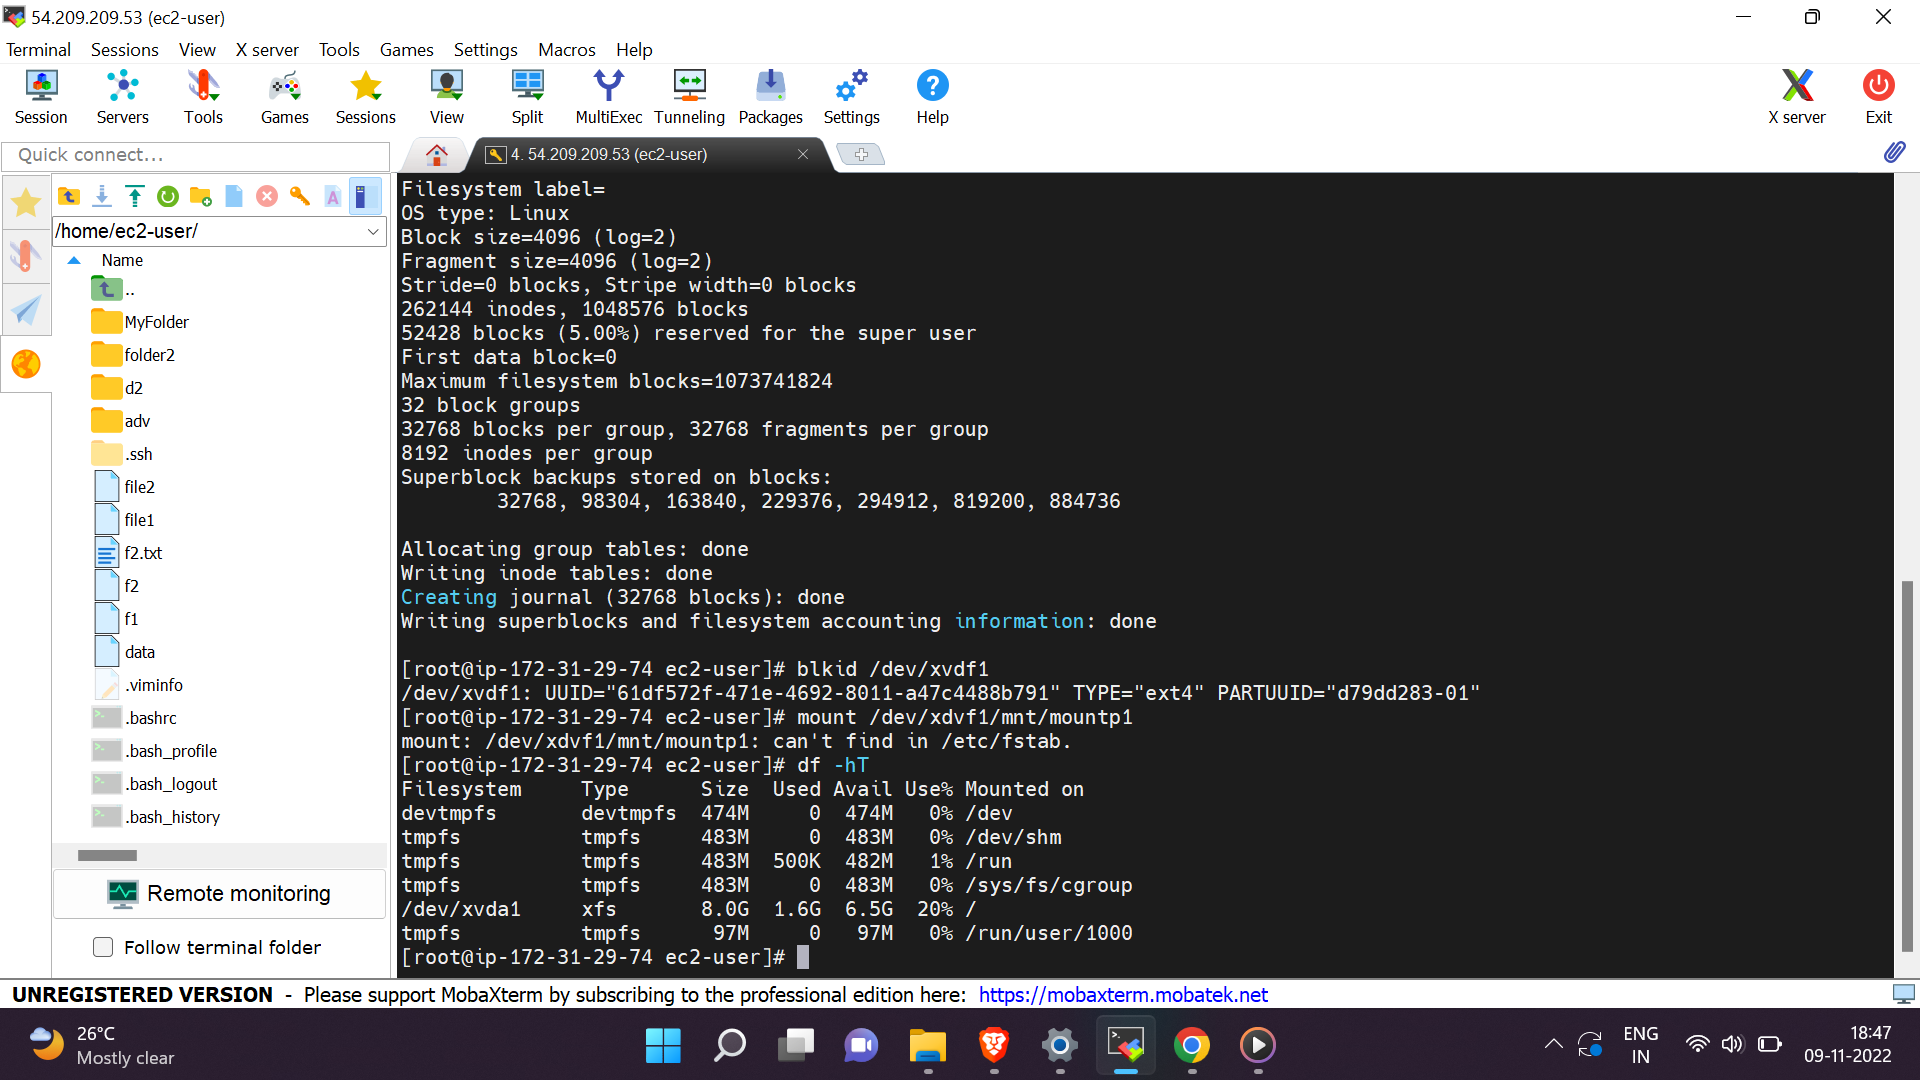 54.209.209.53 (ec2-user)
Terminal Sessions View X server Tools Games Settings Macros Help
Session Servers Tools Games Sessions View Split MultiExec Tunneling Packages Settings Help X server Exit
Quick connect...
4. 54.209.209.53 (ec2-user)
/home/ec2-user/
Name
..
MyFolder
folder2
d2
adv
.ssh
file2
file1
f2.txt
f2
f1
data
.viminfo
.bashrc
.bash_profile
.bash_logout
.bash_history
Remote monitoring
Follow terminal folder
Filesystem label=
OS type: Linux
Block size=4096 (log=2)
Fragment size=4096 (log=2)
Stride=0 blocks, Stripe width=0 blocks
262144 inodes, 1048576 blocks
52428 blocks (5.00%) reserved for the super user
First data block=0
Maximum filesystem blocks=1073741824
32 block groups
32768 blocks per group, 32768 fragments per group
8192 inodes per group
Superblock backups stored on blocks:
        32768, 98304, 163840, 229376, 294912, 819200, 884736
Allocating group tables: done
Writing inode tables: done
Creating journal (32768 blocks): done
Writing superblocks and filesystem accounting information: done
[root@ip-172-31-29-74 ec2-user]# blkid /dev/xvdf1
/dev/xvdf1: UUID="61df572f-471e-4692-8011-a47c4488b791" TYPE="ext4" PARTUUID="d79dd283-01"
[root@ip-172-31-29-74 ec2-user]# mount /dev/xdvf1/mnt/mountp1
mount: /dev/xdvf1/mnt/mountp1: can't find in /etc/fstab.
[root@ip-172-31-29-74 ec2-user]# df -hT
Filesystem     Type      Size  Used Avail Use% Mounted on
devtmpfs       devtmpfs  474M     0  474M   0% /dev
tmpfs          tmpfs     483M     0  483M   0% /dev/shm
tmpfs          tmpfs     483M  500K  482M   1% /run
tmpfs          tmpfs     483M     0  483M   0% /sys/fs/cgroup
/dev/xvda1     xfs       8.0G  1.6G  6.5G  20% /
tmpfs          tmpfs      97M     0   97M   0% /run/user/1000
[root@ip-172-31-29-74 ec2-user]#
UNREGISTERED VERSION - Please support MobaXterm by subscribing to the professional edition here: https://mobaxterm.mobatek.net
26°C
Mostly clear
ENG
IN
18:47
09-11-2022